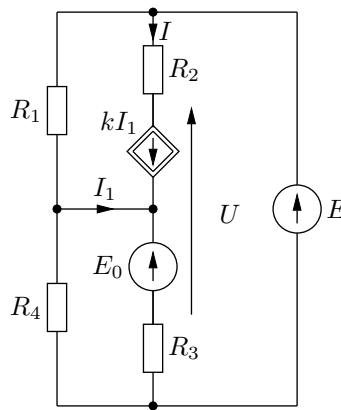 I
R₂
R₁
kI₁
I₁
U
E
E₀
R₄
R₃